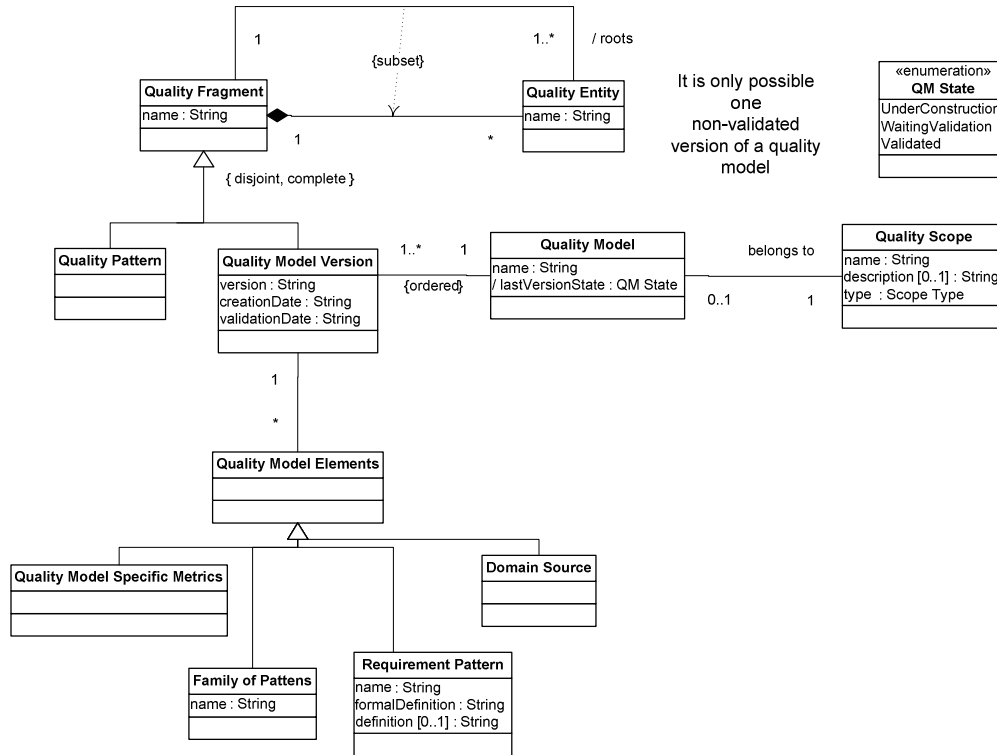 1
1..*
/ roots
{subset}
Quality Fragment
name : String
1
*
Quality Entity
name : String
It is only possible
one
non-validated
version of a quality
model
«enumeration»
QM State
UnderConstruction
WaitingValidation
Validated
{ disjoint, complete }
Quality Pattern
Quality Model Version
version : String
creationDate : String
validationDate : String
1..*
1
{ordered}
Quality Model
name : String
/ lastVersionState : QM State
belongs to
0..1
1
Quality Scope
name : String
description [0..1] : String
type : Scope Type
1
*
Quality Model Elements
Quality Model Specific Metrics
Domain Source
Family of Pattens
name : String
Requirement Pattern
name : String
formalDefinition : String
definition [0..1] : String